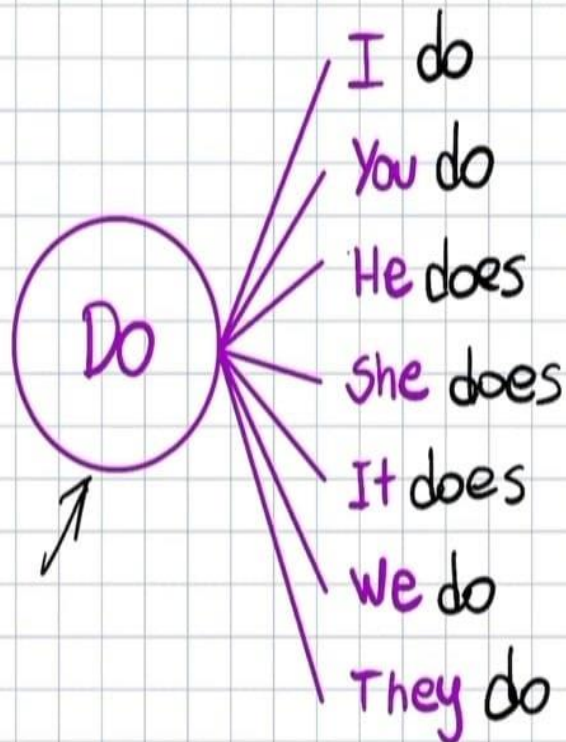 Do
I do
You do
He does
She does
It does
We do
They do